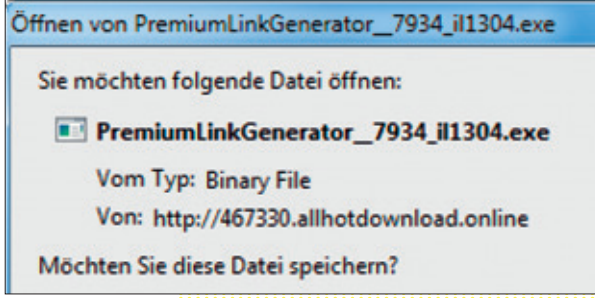 Öffnen von PremiumLinkGenerator__7934_il1304.exe
Sie möchten folgende Datei öffnen:
PremiumLinkGenerator__7934_il1304.exe
Vom Typ: Binary File
Von: http://467330.allhotdownload.online
Möchten Sie diese Datei speichern?